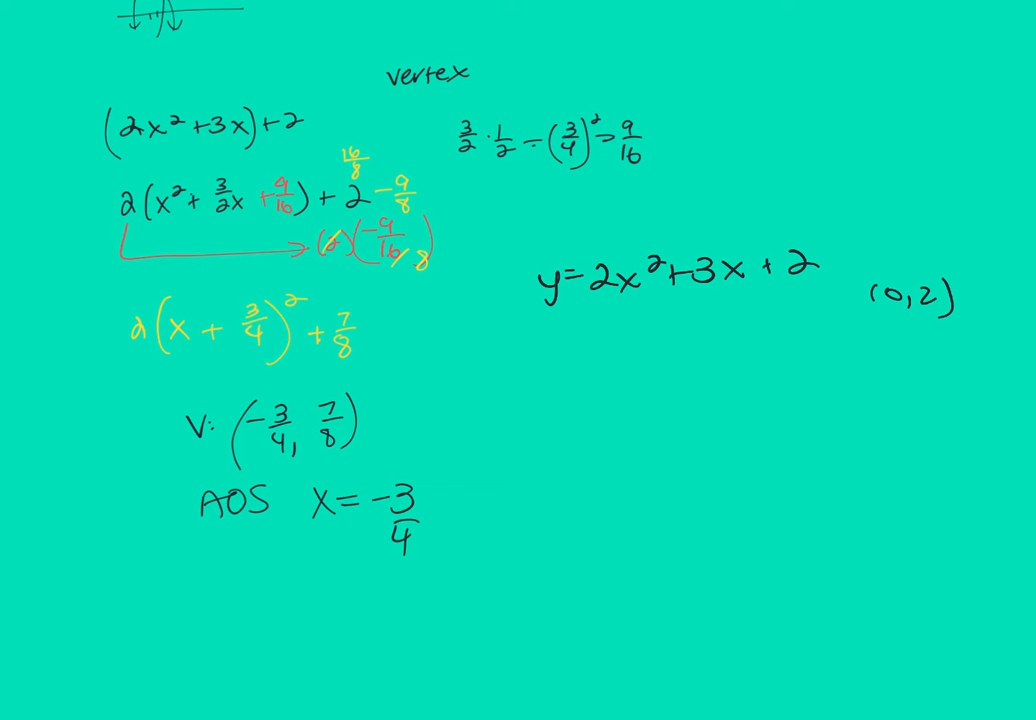 vertex
(2x² + 3x) + 2
3/2 · 1/2 = (3/4)² = 9/16
16/8
2(x² + 3/2x + 9/16) + 2 - 9/8
(2)(-9/16) 8
y = 2x² + 3x + 2
(0, 2)
2(x + 3/4)² + 7/8
V: (-3/4, 7/8)
AOS x = -3/4